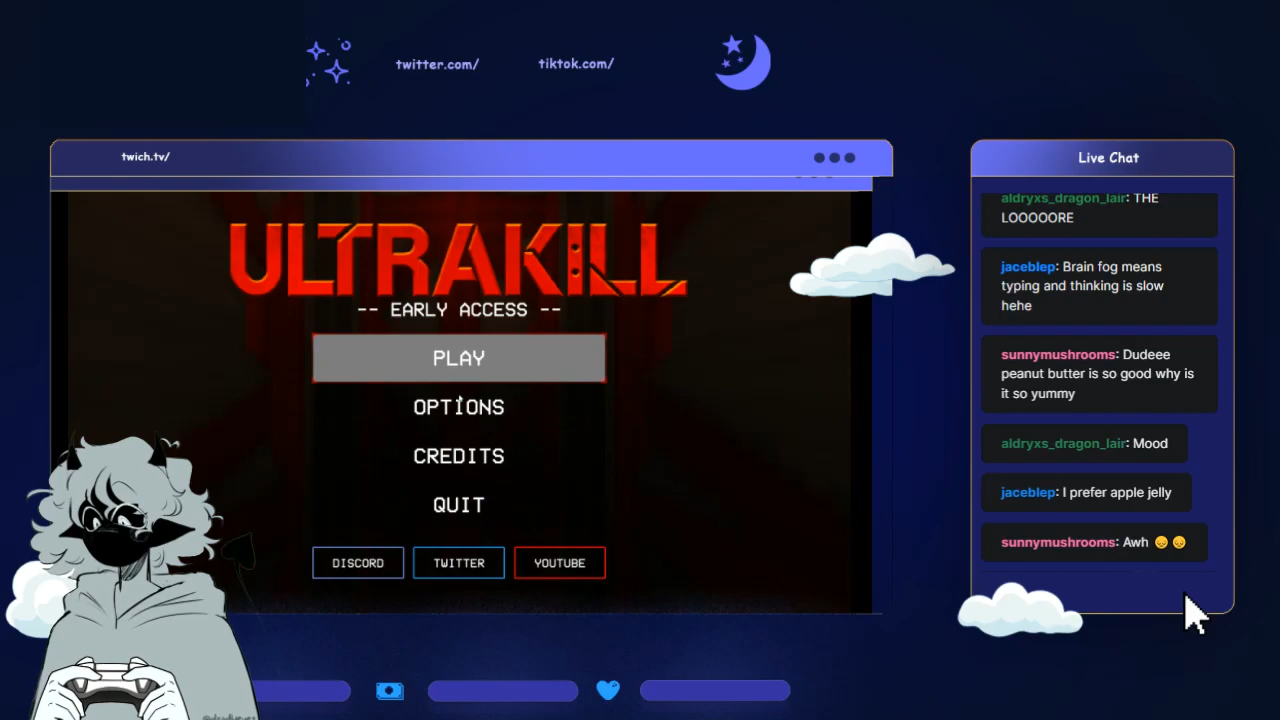 twitter.com/
tiktok.com/
twich.tv/
ULTRAKILL
-- EARLY ACCESS --
PLAY
OPTIONS
CREDITS
QUIT
DISCORD
TWITTER
YOUTUBE
Live Chat
aldryxs_dragon_lair: THE
LOOOOORE
jaceblep: Brain fog means
typing and thinking is slow
hehe
sunnymushrooms: Dudeee
peanut butter is so good why is
it so yummy
aldryxs_dragon_lair: Mood
jaceblep: I prefer apple jelly
sunnymushrooms: Awh 😞😞